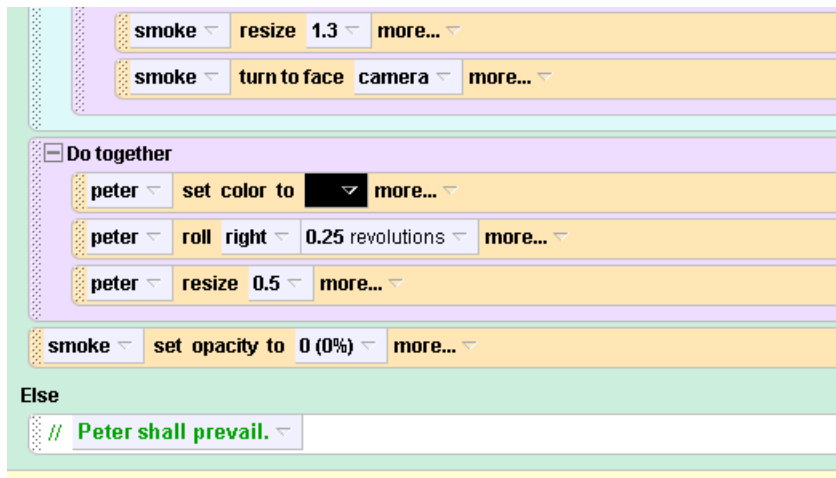 smoke resize 1.3 more...
smoke turn to face camera more...
Do together
peter set color to more...
peter roll right 0.25 revolutions more...
peter resize 0.5 more...
smoke set opacity to 0 (0%) more...
Else
// Peter shall prevail.